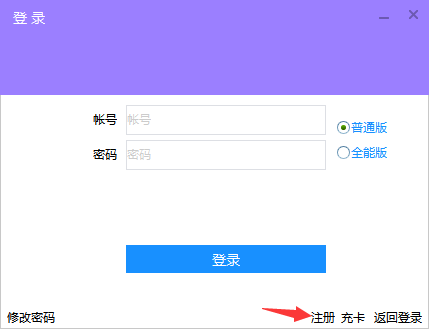 登录
帐号 帐号
普通版
密码 密码
全能版
登录
修改密码 注册 充卡 返回登录